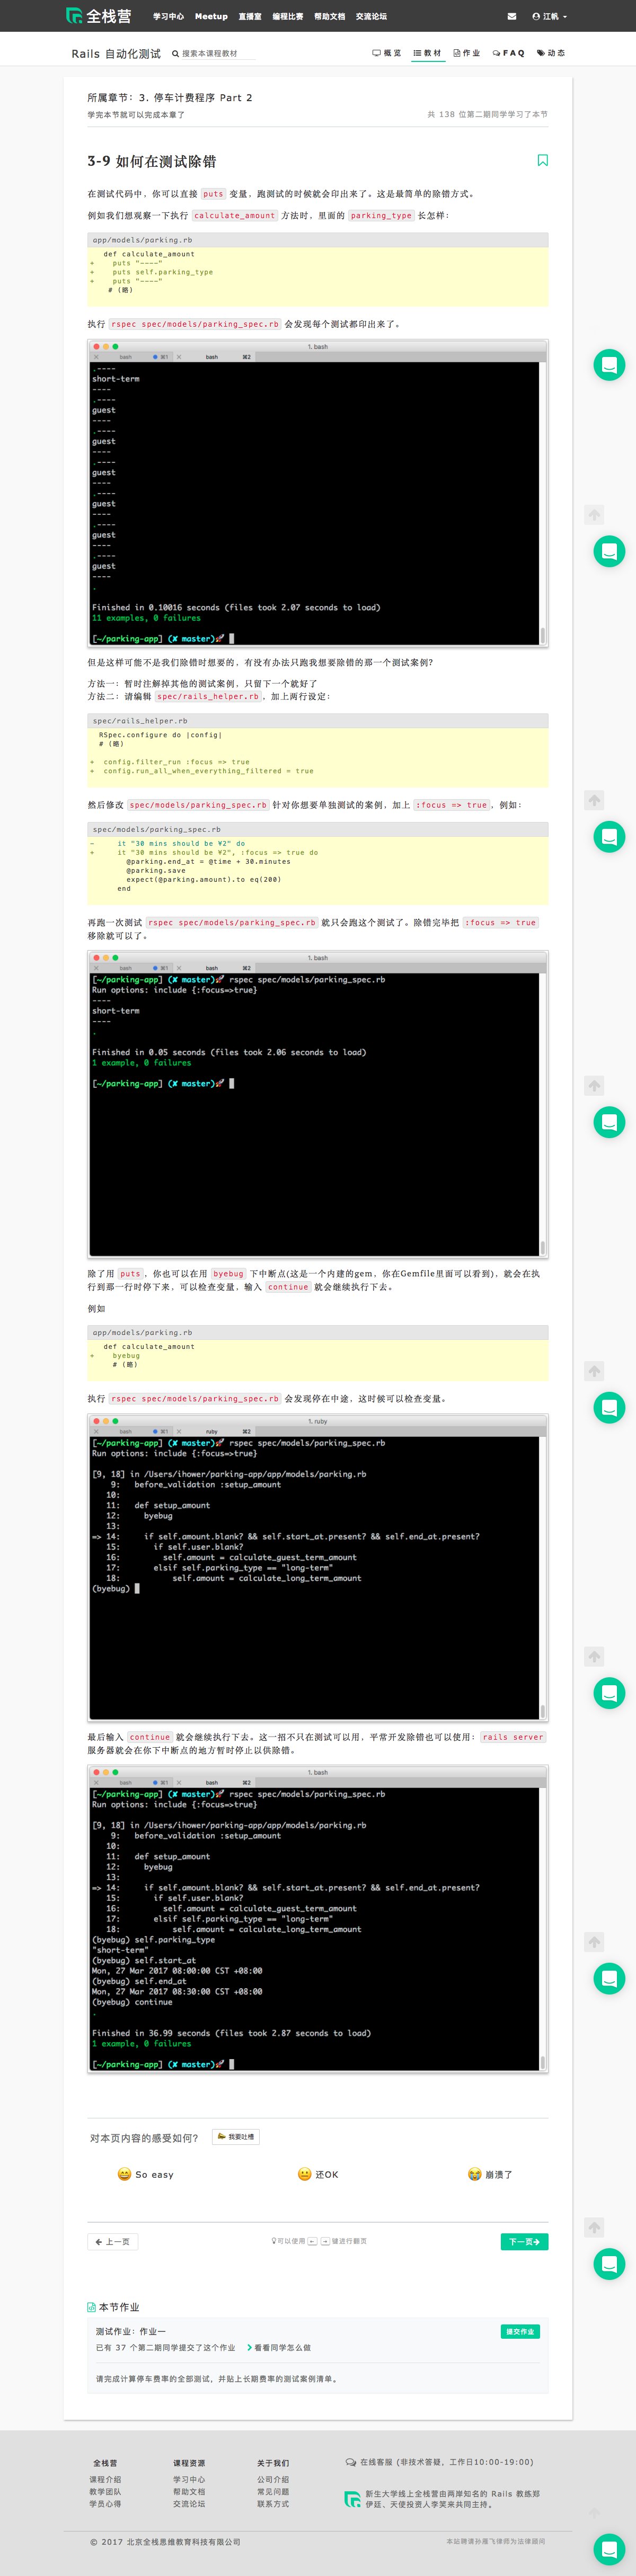 全栈营
学习中心 Meetup 直播室 编程比赛 帮助文档 交流论坛
江帆
Rails 自动化测试 搜索本课程教材
概览 教材 作业 FAQ 动态
所属章节：3. 停车计费程序 Part 2
学完本节就可以完成本章了
共 138 位第二期同学学习了本节
3-9 如何在测试除错
在测试代码中，你可以直接 puts 变量，跑测试的时候就会印出来了。这是最简单的除错方式。
例如我们想观察一下执行 calculate_amount 方法时，里面的 parking_type 长怎样：
app/models/parking.rb
def calculate_amount
+ puts "----"
+ puts self.parking_type
+ puts "----"
# (略)
执行 rspec spec/models/parking_spec.rb 会发现每个测试都印出来了。
1. bash
bash ⌘1 bash ⌘2
.----
short-term
----
.----
guest
----
.----
guest
----
.----
guest
----
.----
guest
----
.----
guest
----
.----
guest
----
.
Finished in 0.10016 seconds (files took 2.07 seconds to load)
11 examples, 0 failures
[~/parking-app] (✘ master)🚀
但是这样可能不是我们除错时想要的，有没有办法只跑我想要除错的那一个测试案例？
方法一：暂时注解掉其他的测试案例，只留下一个就好了
方法二：请编辑 spec/rails_helper.rb，加上两行设定：
spec/rails_helper.rb
RSpec.configure do |config|
# (略)
+ config.filter_run :focus => true
+ config.run_all_when_everything_filtered = true
然后修改 spec/models/parking_spec.rb 针对你想要单独测试的案例，加上 :focus => true，例如：
spec/models/parking_spec.rb
- it "30 mins should be ¥2" do
+ it "30 mins should be ¥2", :focus => true do
@parking.end_at = @time + 30.minutes
@parking.save
expect(@parking.amount).to eq(200)
end
再跑一次测试 rspec spec/models/parking_spec.rb 就只会跑这个测试了。除错完毕把 :focus => true
移除就可以了。
1. bash
bash ⌘1 bash ⌘2
[~/parking-app] (✘ master)🚀 rspec spec/models/parking_spec.rb
Run options: include {:focus=>true}
----
short-term
----
.
Finished in 0.05 seconds (files took 2.06 seconds to load)
1 example, 0 failures
[~/parking-app] (✘ master)🚀
除了用 puts，你也可以在用 byebug 下中断点(这是一个内建的gem，你在Gemfile里面可以看到)，就会在执
行到那一行时停下来，可以检查变量，输入 continue 就会继续执行下去。
例如
app/models/parking.rb
def calculate_amount
+ byebug
# (略)
执行 rspec spec/models/parking_spec.rb 会发现停在中途，这时候可以检查变量。
1. ruby
bash ⌘1 ruby ⌘2
[~/parking-app] (✘ master)🚀 rspec spec/models/parking_spec.rb
Run options: include {:focus=>true}
[9, 18] in /Users/ihower/parking-app/app/models/parking.rb
9: before_validation :setup_amount
10:
11: def setup_amount
12: byebug
13:
=> 14: if self.amount.blank? && self.start_at.present? && self.end_at.present?
15: if self.user.blank?
16: self.amount = calculate_guest_term_amount
17: elsif self.parking_type == "long-term"
18: self.amount = calculate_long_term_amount
(byebug)
最后输入 continue 就会继续执行下去。这一招不只在测试可以用，平常开发除错也可以使用：rails server
服务器就会在你下中断点的地方暂时停止以供除错。
1. bash
bash ⌘1 bash ⌘2
[~/parking-app] (✘ master)🚀 rspec spec/models/parking_spec.rb
Run options: include {:focus=>true}
[9, 18] in /Users/ihower/parking-app/app/models/parking.rb
9: before_validation :setup_amount
10:
11: def setup_amount
12: byebug
13:
=> 14: if self.amount.blank? && self.start_at.present? && self.end_at.present?
15: if self.user.blank?
16: self.amount = calculate_guest_term_amount
17: elsif self.parking_type == "long-term"
18: self.amount = calculate_long_term_amount
(byebug) self.parking_type
"short-term"
(byebug) self.start_at
Mon, 27 Mar 2017 08:00:00 CST +08:00
(byebug) self.end_at
Mon, 27 Mar 2017 08:30:00 CST +08:00
(byebug) continue
.
Finished in 36.99 seconds (files took 2.87 seconds to load)
1 example, 0 failures
[~/parking-app] (✘ master)🚀
对本页内容的感受如何？ 我要吐槽
So easy 还OK 崩溃了
上一页 可以使用 ← → 键进行翻页 下一页
本节作业
测试作业：作业一 提交作业
已有 37 个第二期同学提交了这个作业 看看同学怎么做
请完成计算停车费率的全部测试，并贴上长期费率的测试案例清单。
全栈营 课程资源 关于我们
课程介绍 学习中心 公司介绍
教学团队 帮助文档 常见问题
学员心得 交流论坛 联系方式
在线客服 (非技术答疑，工作日10:00-19:00)
新生大学线上全栈营由两岸知名的 Rails 教练郑
伊廷、天使投资人李笑来共同主持。
© 2017 北京全栈思维教育科技有限公司
本站聘请孙雁飞律师为法律顾问